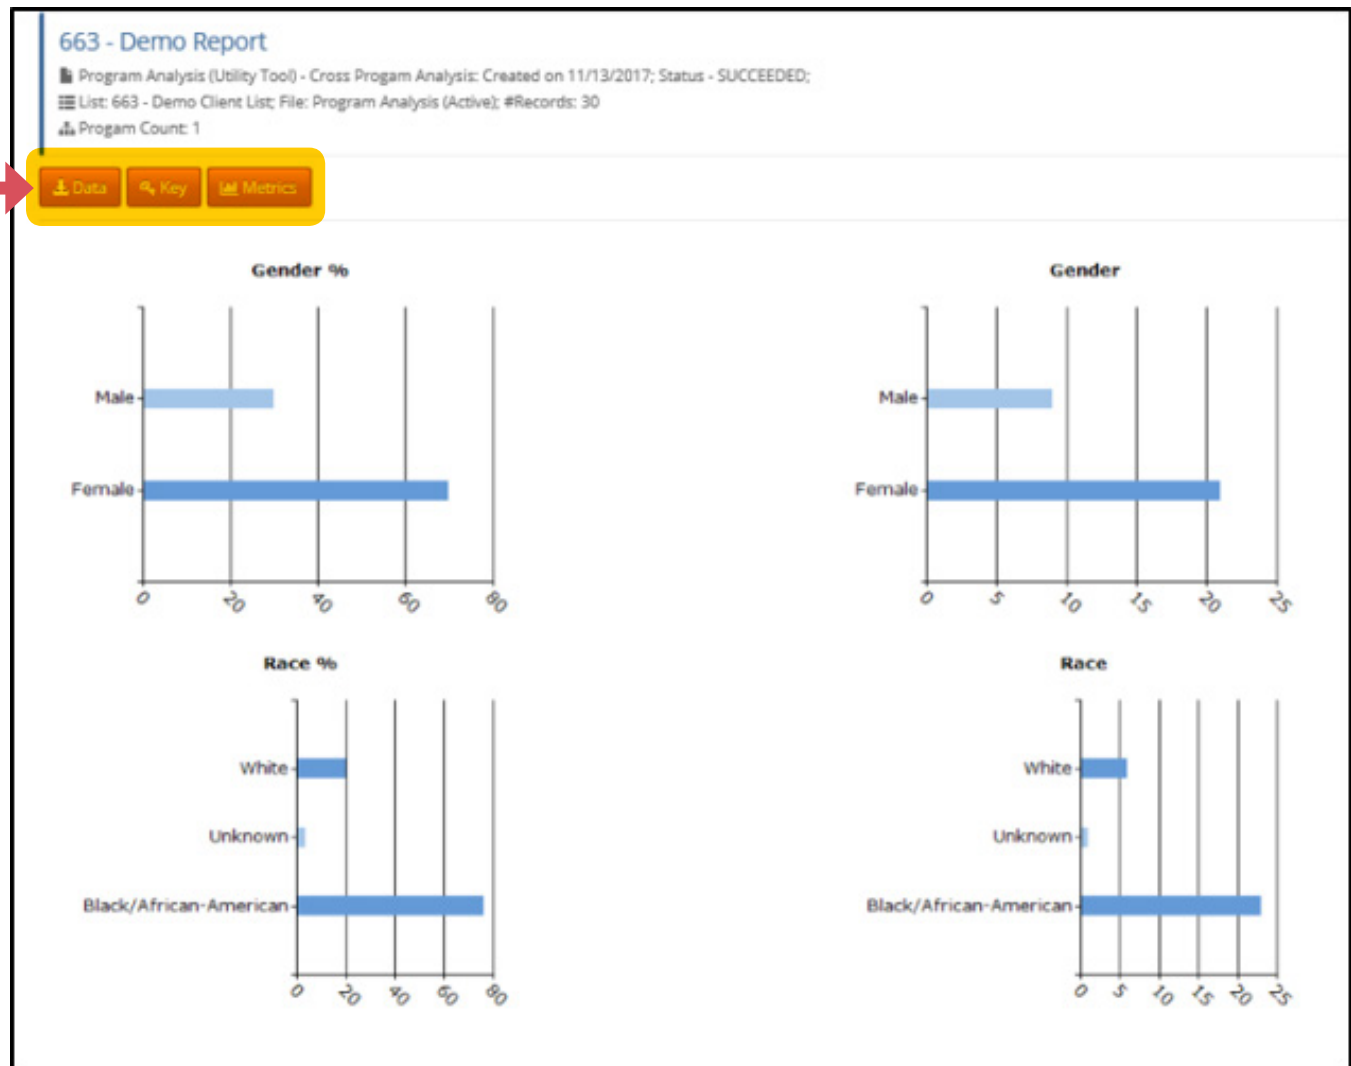 663 - Demo Report
Program Analysis (Utility Tool) - Cross Progam Analysis: Created on 11/13/2017; Status - SUCCEEDED;
List: 663 - Demo Client List; File: Program Analysis (Active); #Records: 30
Progam Count: 1
Data Key Metrics
Gender %
Male
Female
0 20 40 60 80
Gender
Male
Female
0 5 10 15 20 25
Race %
White
Unknown
Black/African-American
0 20 40 60 80
Race
White
Unknown
Black/African-American
0 5 10 15 20 25